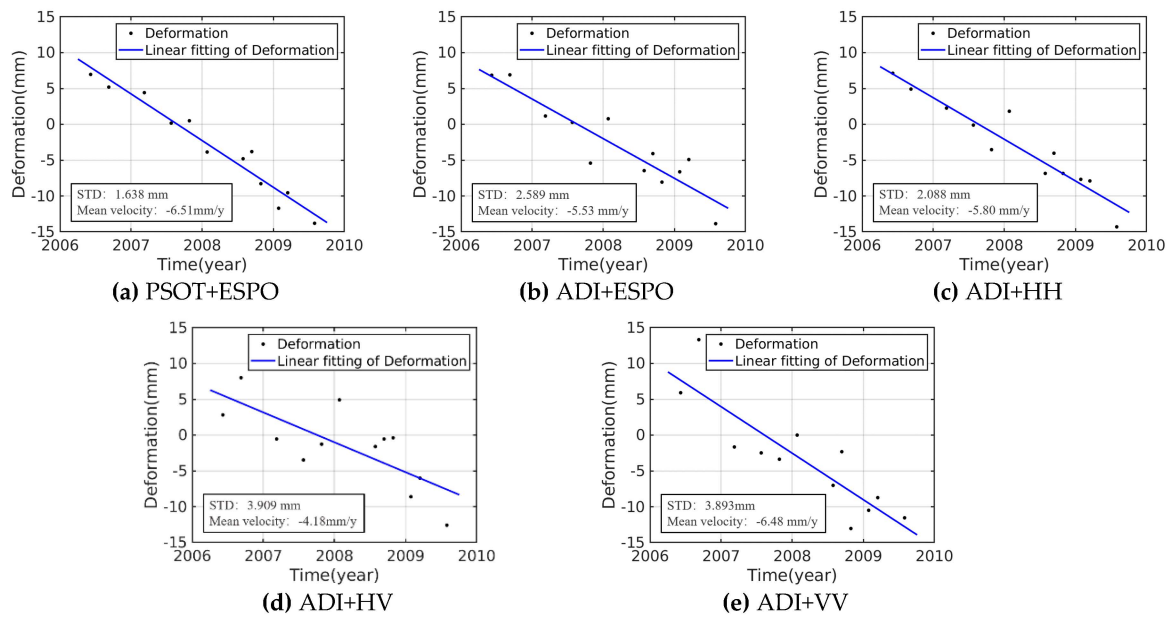 15
10
5
0
-5
-10
-15
Deformation(mm)
Deformation
Linear fitting of Deformation
STD: 1.638 mm
Mean velocity: -6.51mm/y
2006 2007 2008 2009 2010
Time(year)
(a) PSOT+ESPO
15
10
5
0
-5
-10
-15
Deformation(mm)
Deformation
Linear fitting of Deformation
STD: 2.589 mm
Mean velocity: -5.53 mm/y
2006 2007 2008 2009 2010
Time(year)
(b) ADI+ESPO
15
10
5
0
-5
-10
-15
Deformation(mm)
Deformation
Linear fitting of Deformation
STD: 2.088 mm
Mean velocity: -5.80 mm/y
2006 2007 2008 2009 2010
Time(year)
(c) ADI+HH
15
10
5
0
-5
-10
-15
Deformation(mm)
Deformation
Linear fitting of Deformation
STD: 3.909 mm
Mean velocity: -4.18mm/y
2006 2007 2008 2009 2010
Time(year)
(d) ADI+HV
15
10
5
0
-5
-10
-15
Deformation(mm)
Deformation
Linear fitting of Deformation
STD: 3.893mm
Mean velocity: -6.48 mm/y
2006 2007 2008 2009 2010
Time(year)
(e) ADI+VV